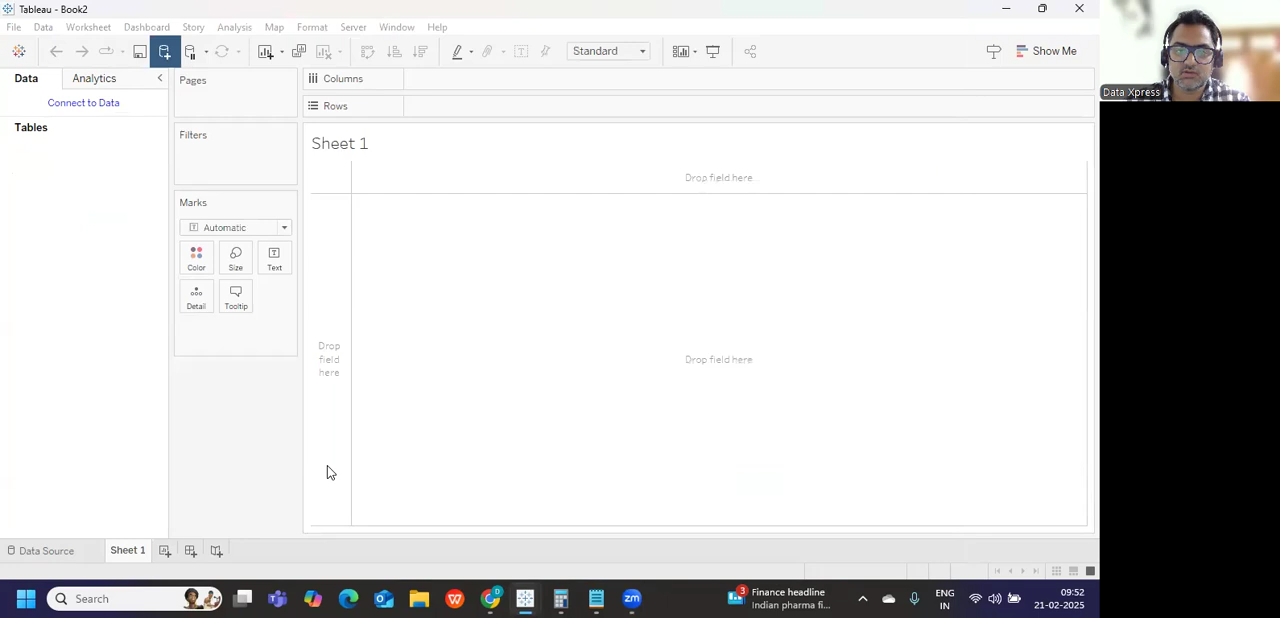 Tableau - Book2
File Data Worksheet Dashboard Story Analysis Map Format Server Window Help
Standard
Show Me
Data Analytics
Connect to Data
Tables
Pages
Filters
Marks
Automatic
Color Size Text
Detail Tooltip
Columns
Rows
Sheet 1
Drop field here
Drop
field
here
Drop field here
Data Xpress
Data Source Sheet 1
Search
3
Finance headline
Indian pharma fi...
ENG
IN
09:52
21-02-2025